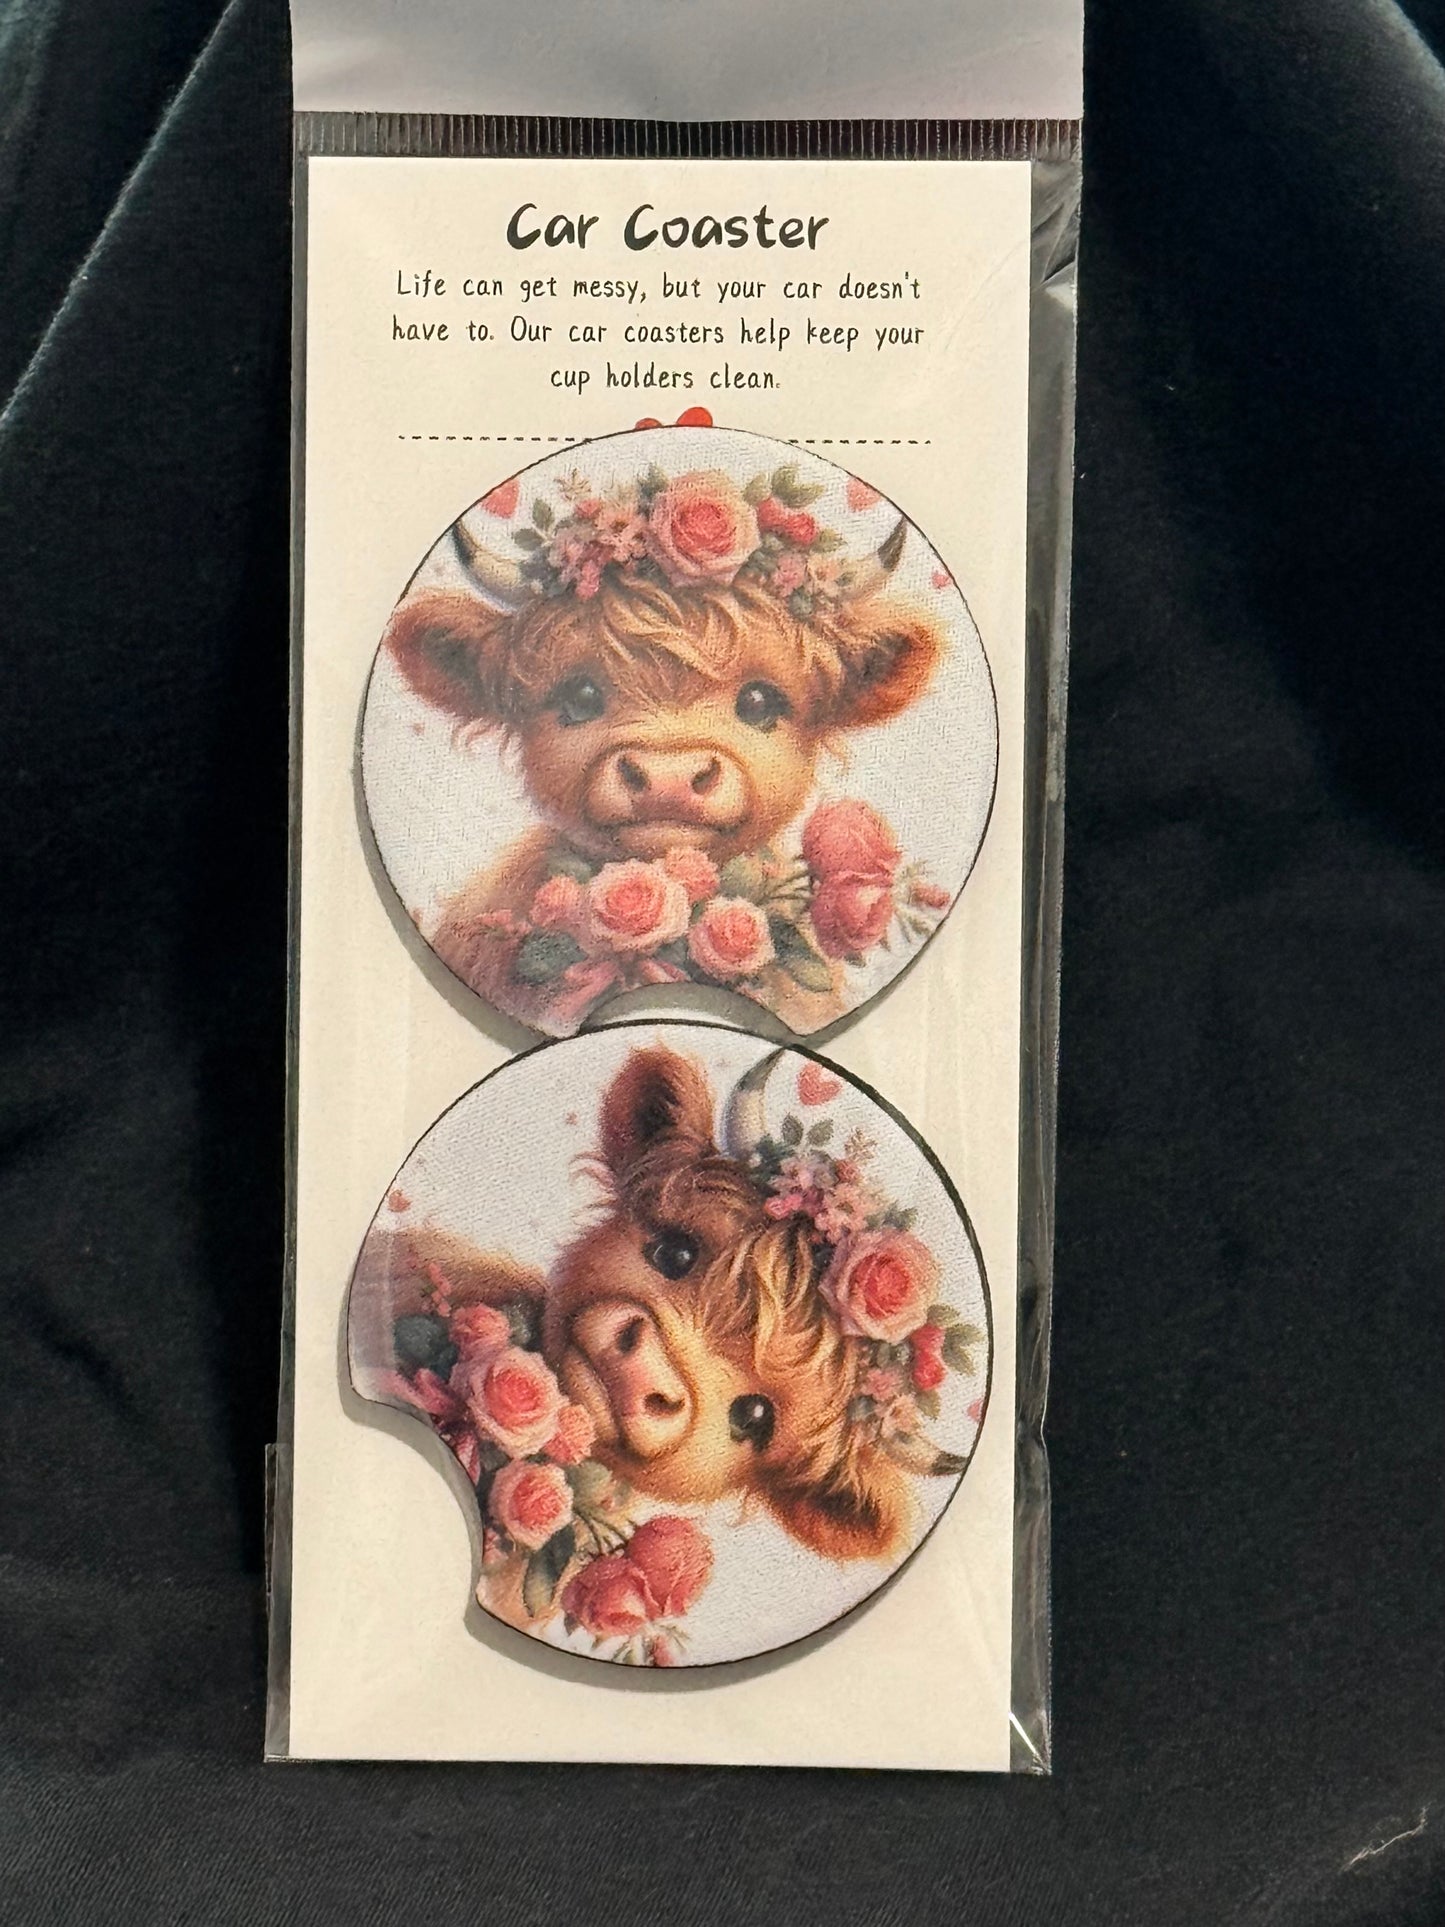 Car Coaster
Life can get messy, but your car doesn't
have to. Our car coasters help keep your
cup holders clean.